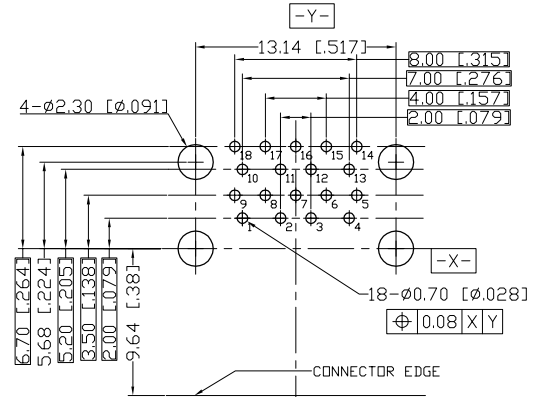 -Y-
13.14 [.517]
8.00 [.315]
7.00 [.276]
4.00 [.157]
2.00 [.079]
4-Ø2.30 [Ø.091]
18 17 16 15 14
10 11 12 13
9 8 7 6 5
1 2 3 4
-X-
6.70 [.264]
5.68 [.224]
5.20 [.205]
3.50 [.138]
2.00 [.079]
9.64 [.38]
18-Ø0.70 [Ø.028]
⌖ 0.08 X Y
CONNECTOR EDGE